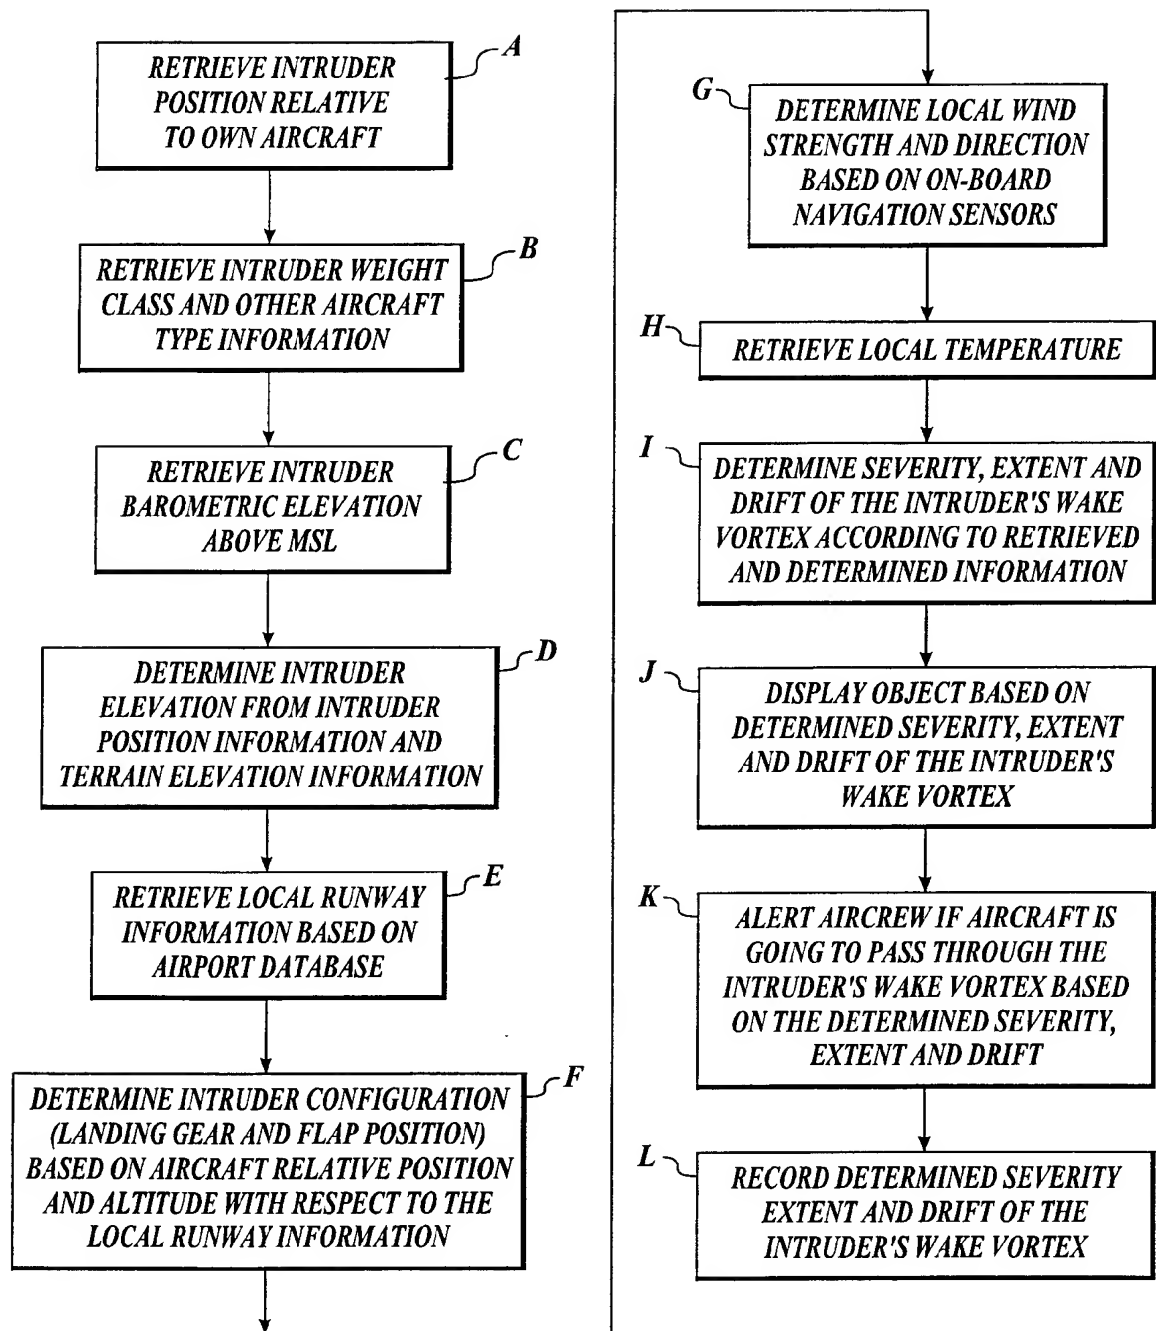 A
RETRIEVE INTRUDER
POSITION RELATIVE
TO OWN AIRCRAFT
B
RETRIEVE INTRUDER WEIGHT
CLASS AND OTHER AIRCRAFT
TYPE INFORMATION
C
RETRIEVE INTRUDER
BAROMETRIC ELEVATION
ABOVE MSL
D
DETERMINE INTRUDER
ELEVATION FROM INTRUDER
POSITION INFORMATION AND
TERRAIN ELEVATION INFORMATION
E
RETRIEVE LOCAL RUNWAY
INFORMATION BASED ON
AIRPORT DATABASE
F
DETERMINE INTRUDER CONFIGURATION
(LANDING GEAR AND FLAP POSITION)
BASED ON AIRCRAFT RELATIVE POSITION
AND ALTITUDE WITH RESPECT TO THE
LOCAL RUNWAY INFORMATION
G
DETERMINE LOCAL WIND
STRENGTH AND DIRECTION
BASED ON ON-BOARD
NAVIGATION SENSORS
H
RETRIEVE LOCAL TEMPERATURE
I
DETERMINE SEVERITY, EXTENT AND
DRIFT OF THE INTRUDER'S WAKE
VORTEX ACCORDING TO RETRIEVED
AND DETERMINED INFORMATION
J
DISPLAY OBJECT BASED ON
DETERMINED SEVERITY, EXTENT
AND DRIFT OF THE INTRUDER'S
WAKE VORTEX
K
ALERT AIRCREW IF AIRCRAFT IS
GOING TO PASS THROUGH THE
INTRUDER'S WAKE VORTEX BASED
ON THE DETERMINED SEVERITY,
EXTENT AND DRIFT
L
RECORD DETERMINED SEVERITY
EXTENT AND DRIFT OF THE
INTRUDER'S WAKE VORTEX